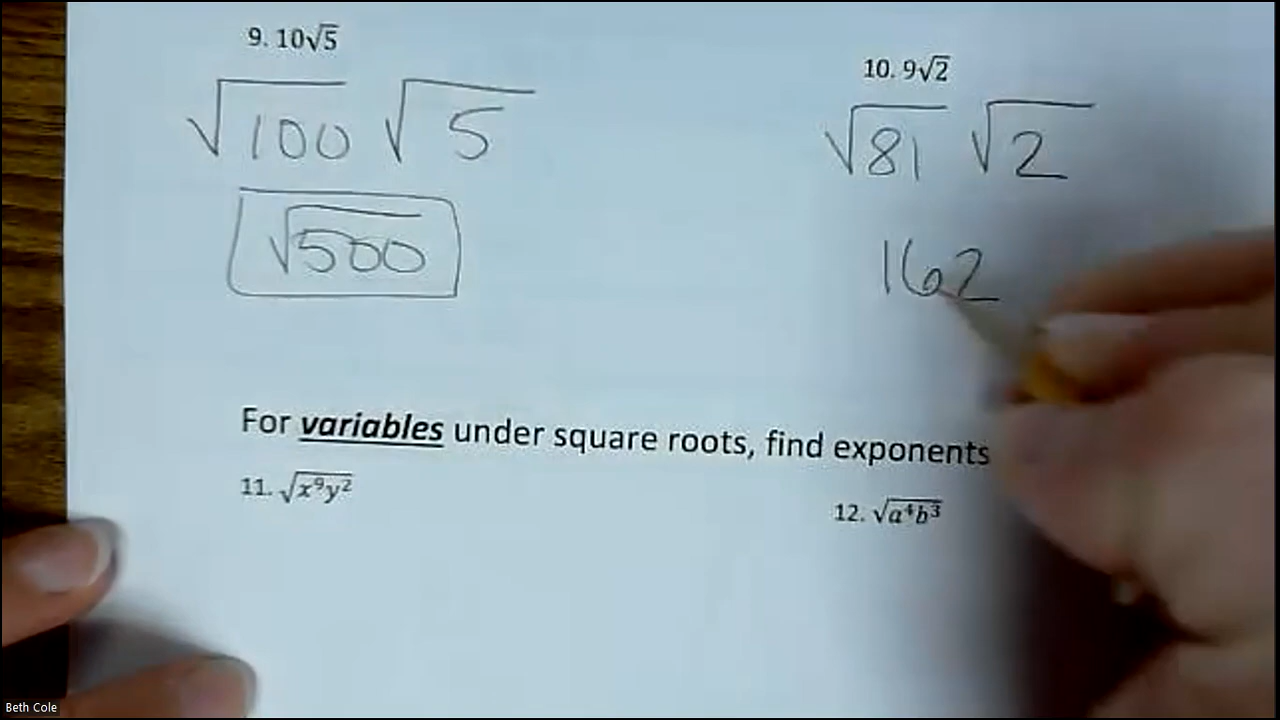 9. 10√5
√100 √5
√500
10. 9√2
√81 √2
162
For variables under square roots, find exponents
11. √x⁹y²
12. √a⁴b³
Beth Cole